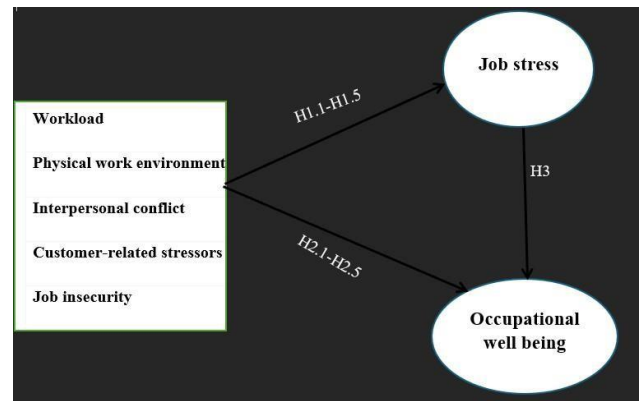 Job stress
H1.1-H1.5
Workload
Physical work environment
Interpersonal conflict
Customer-related stressors
Job insecurity
H3
H2.1-H2.5
Occupational
well being